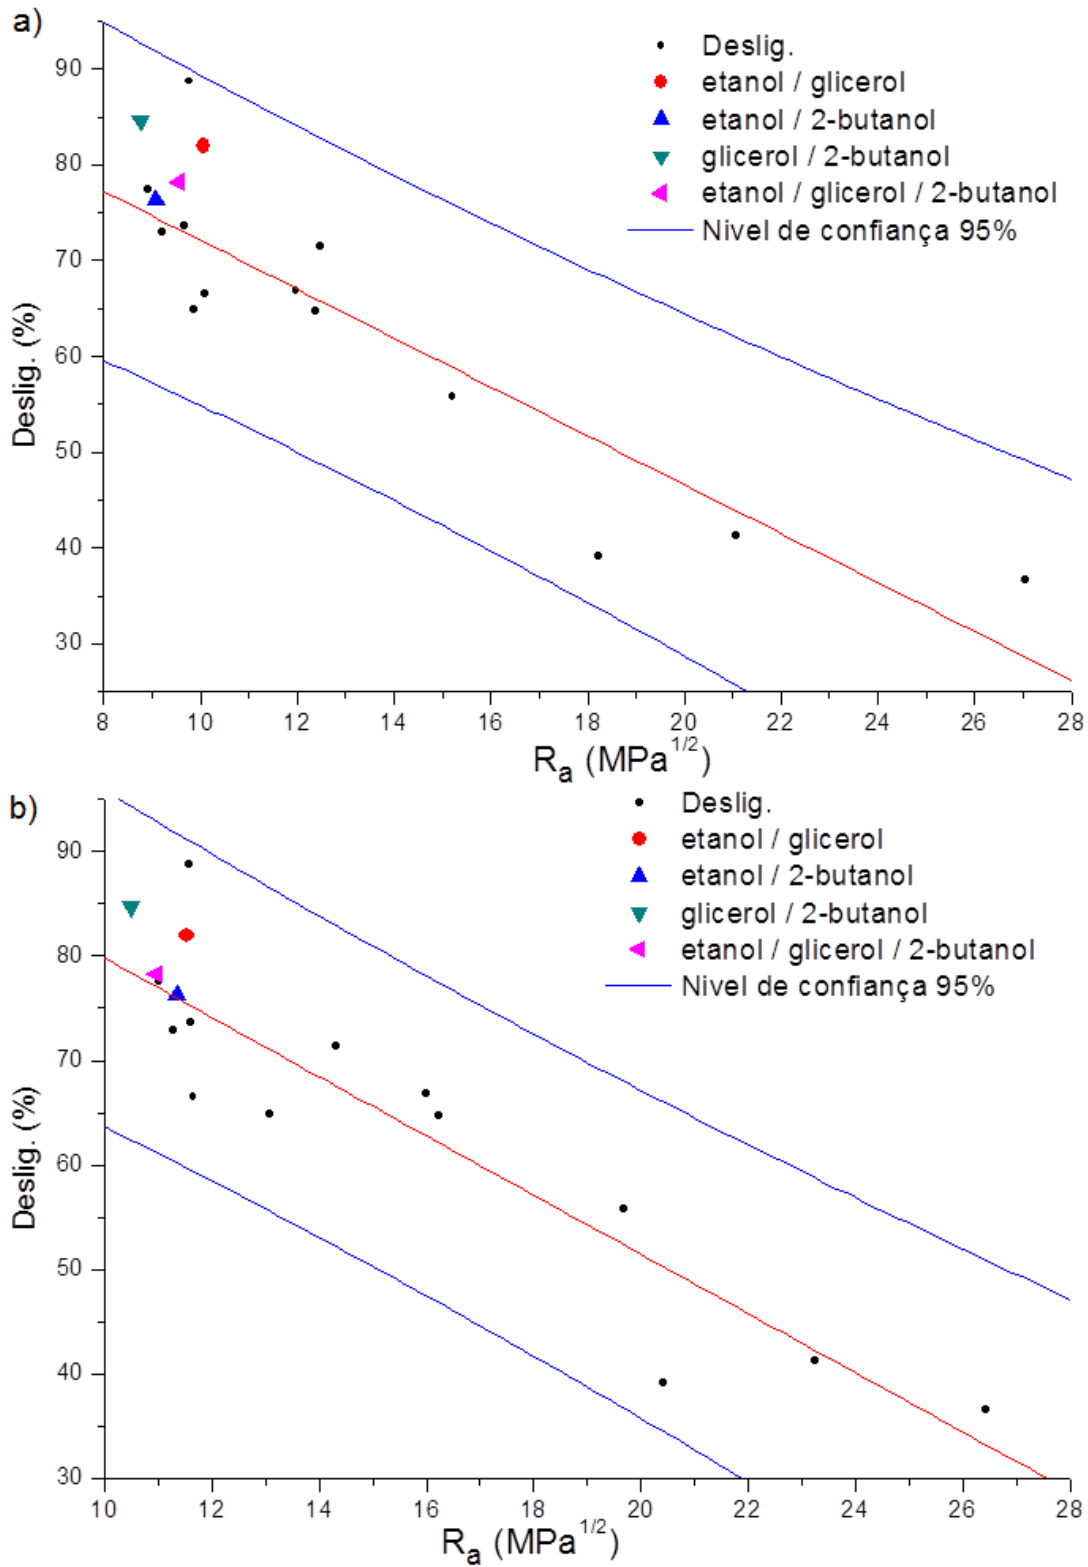 a)
Deslig.
etanol / glicerol
etanol / 2-butanol
glicerol / 2-butanol
etanol / glicerol / 2-butanol
Nivel de confiança 95%
Deslig. (%)
90
80
70
60
50
40
30
8 10 12 14 16 18 20 22 24 26 28
Ra (MPa1/2)
b)
Deslig.
etanol / glicerol
etanol / 2-butanol
glicerol / 2-butanol
etanol / glicerol / 2-butanol
Nivel de confiança 95%
Deslig. (%)
90
80
70
60
50
40
30
10 12 14 16 18 20 22 24 26 28
Ra (MPa1/2)